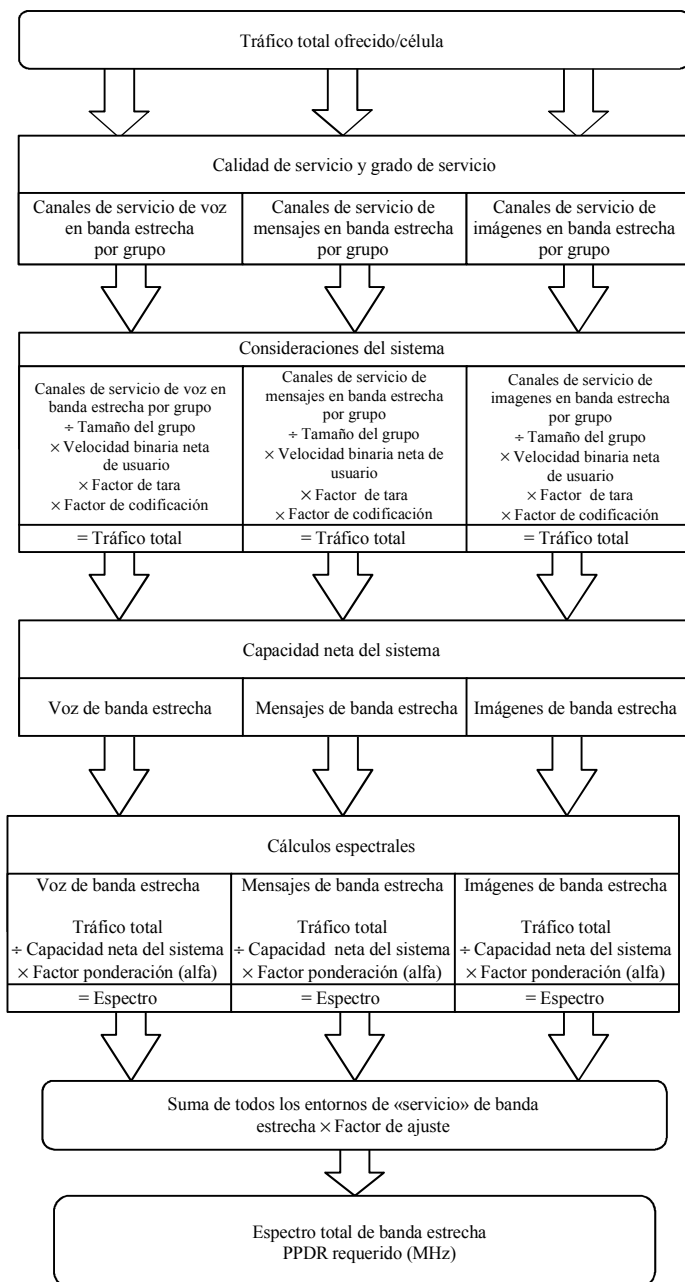 Tráfico total ofrecido/célula
Calidad de servicio y grado de servicio
Canales de servicio de voz
en banda estrecha
por grupo
Canales de servicio de
mensajes en banda estrecha
por grupo
Canales de servicio de
imágenes en banda estrecha
por grupo
Consideraciones del sistema
Canales de servicio de voz en
banda estrecha por grupo
÷ Tamaño del grupo
× Velocidad binaria neta
de usuario
× Factor de tara
× Factor de codificación
= Tráfico total
Canales de servicio de
mensajes en banda estrecha
por grupo
÷ Tamaño del grupo
× Velocidad binaria neta de
usuario
× Factor de tara
× Factor de codificación
= Tráfico total
Canales de servicio de
imagenes en banda estrecha
por grupo
÷ Tamaño del grupo
× Velocidad binaria neta
de usuario
× Factor de tara
× Factor de codificación
= Tráfico total
Capacidad neta del sistema
Voz de banda estrecha
Mensajes de banda estrecha
Imágenes de banda estrecha
Cálculos espectrales
Voz de banda estrecha
Tráfico total
÷ Capacidad neta del sistema
× Factor ponderación (alfa)
= Espectro
Mensajes de banda estrecha
Tráfico total
÷ Capacidad neta del sistema
× Factor ponderación (alfa)
= Espectro
Imágenes de banda estrecha
Tráfico total
÷ Capacidad neta del sistema
× Factor ponderación (alfa)
= Espectro
Suma de todos los entornos de «servicio» de banda
estrecha × Factor de ajuste
Espectro total de banda estrecha
PPDR requerido (MHz)